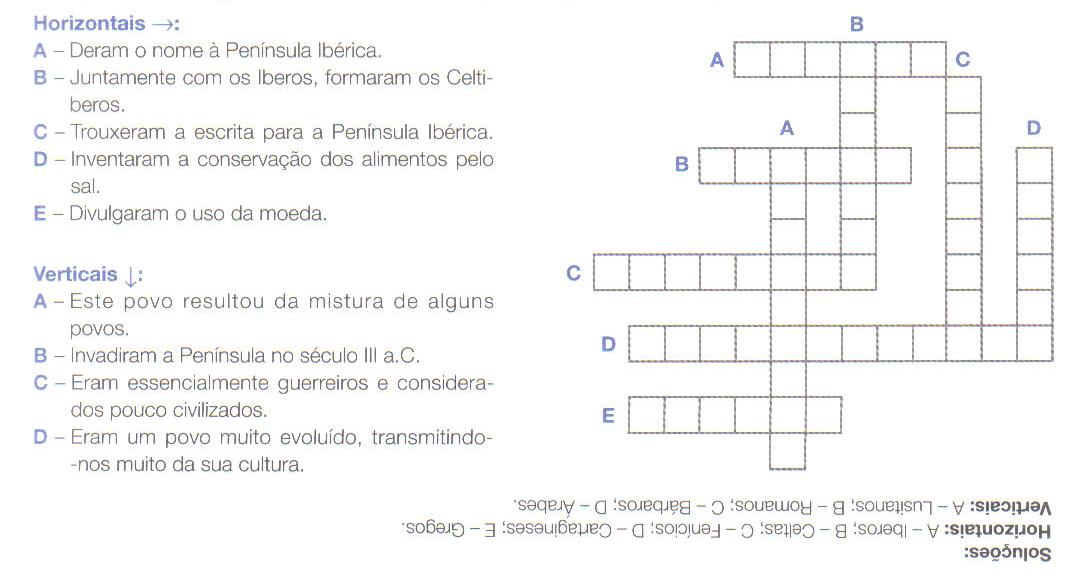 Horizontais →:
A – Deram o nome à Península Ibérica.
B – Juntamente com os Iberos, formaram os Celti-
beros.
C – Trouxeram a escrita para a Península Ibérica.
D – Inventaram a conservação dos alimentos pelo
sal.
E – Divulgaram o uso da moeda.
Verticais ↓:
A – Este povo resultou da mistura de alguns
povos.
B – Invadiram a Península no século III a.C.
C – Eram essencialmente guerreiros e considera-
dos pouco civilizados.
D – Eram um povo muito evoluído, transmitindo-
-nos muito da sua cultura.
B
A
C
A
D
B
C
D
E
Soluções:
Horizontais: A – Iberos; B – Celtas; C – Fenícios; D – Cartagineses; E – Gregos.
Verticais: A – Lusitanos; B – Romanos; C – Bárbaros; D – Árabes.